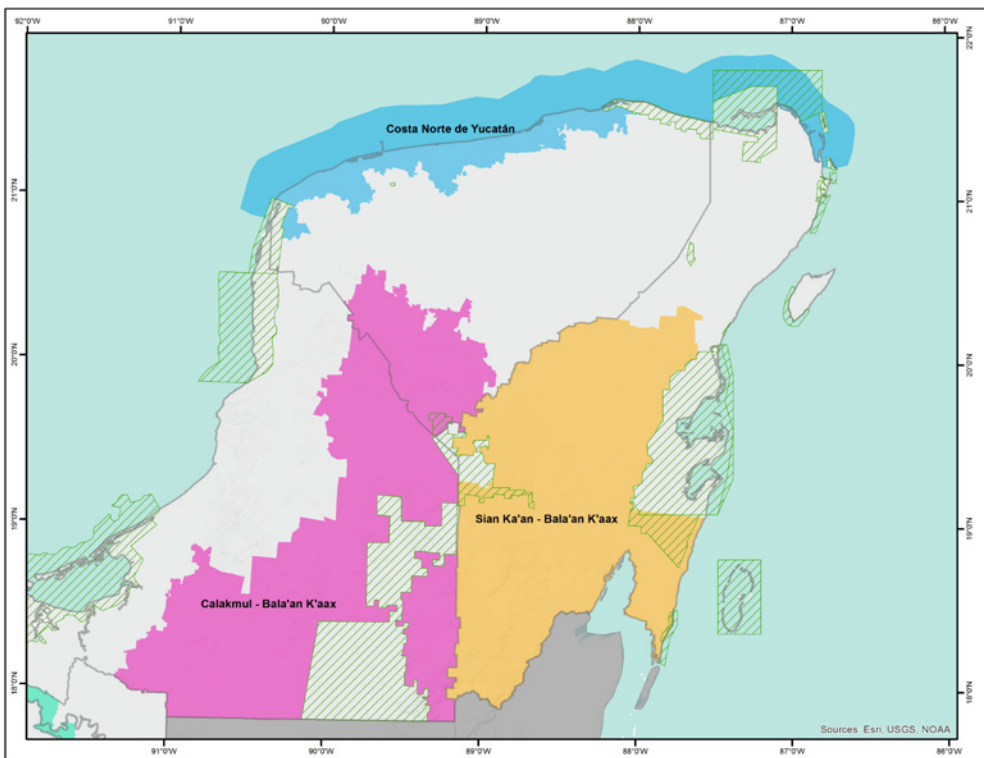 92°0'W 91°0'W 90°0'W 89°0'W 88°0'W 87°0'W 86°0'W
22°0'N
Costa Norte de Yucatán
21°0'N 21°0'N
20°0'N 20°0'N
19°0'N 19°0'N
Sian Ka'an - Bala'an K'aax
Calakmul - Bala'an K'aax
18°0'N 18°0'N
Sources: Esri, USGS, NOAA
91°0'W 90°0'W 89°0'W 88°0'W 87°0'W 86°0'W